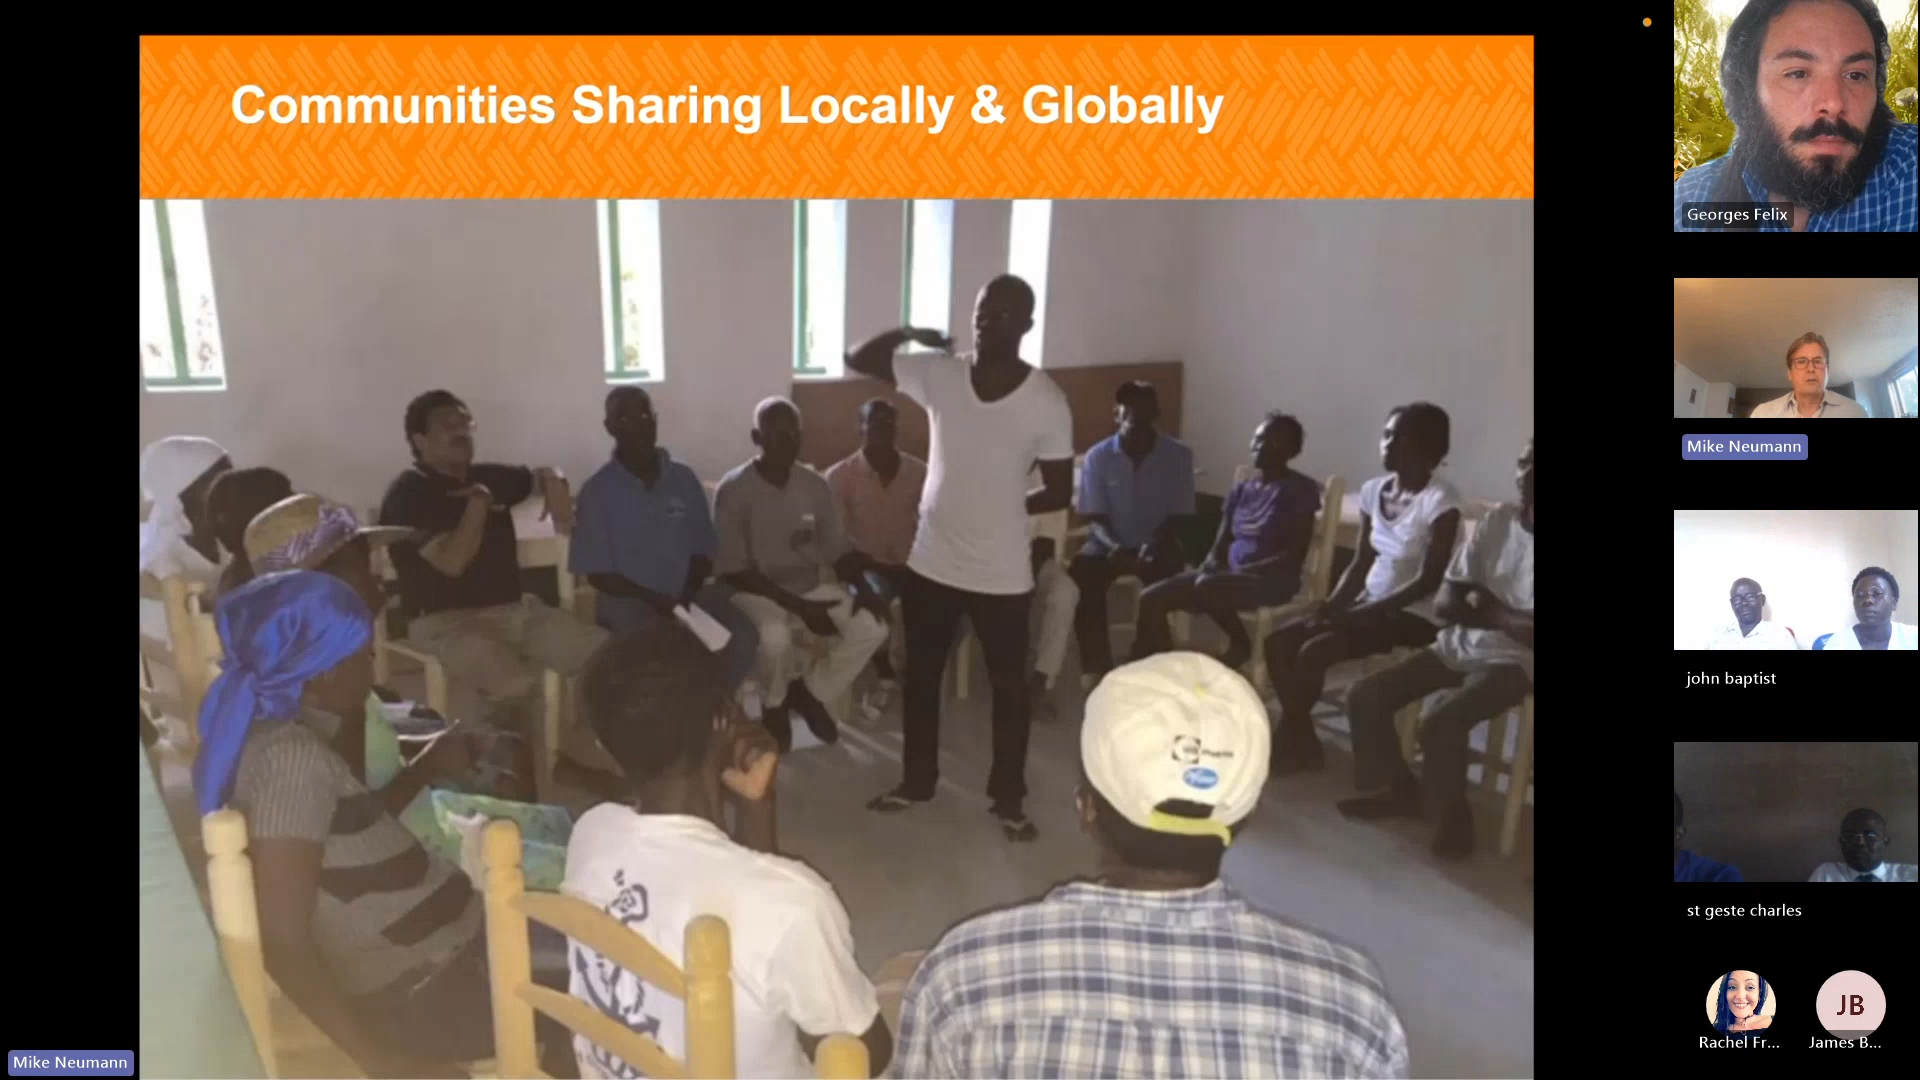 Communities Sharing Locally & Globally
Georges Felix
Mike Neumann
john baptist
st geste charles
JB
Rachel Fr...
James B...
Mike Neumann